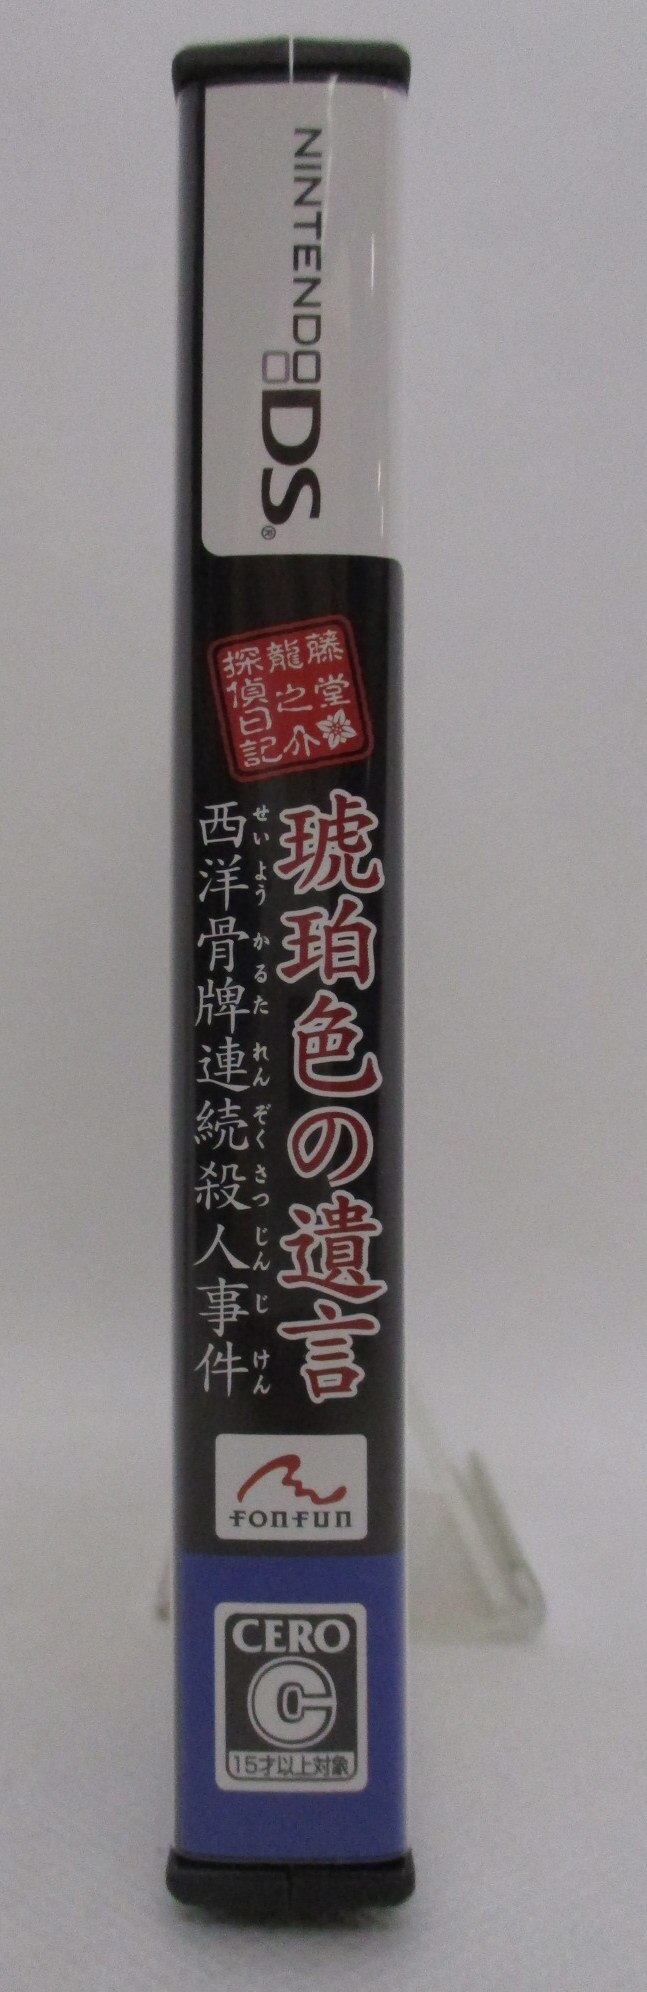 NINTENDO
DS®
藤堂
龍之介
探偵日記
琥珀色の遺言
せいよう かるた れんぞく さつじん じけん
西洋骨牌連続殺人事件
fonfun
CERO
C
15才以上対象